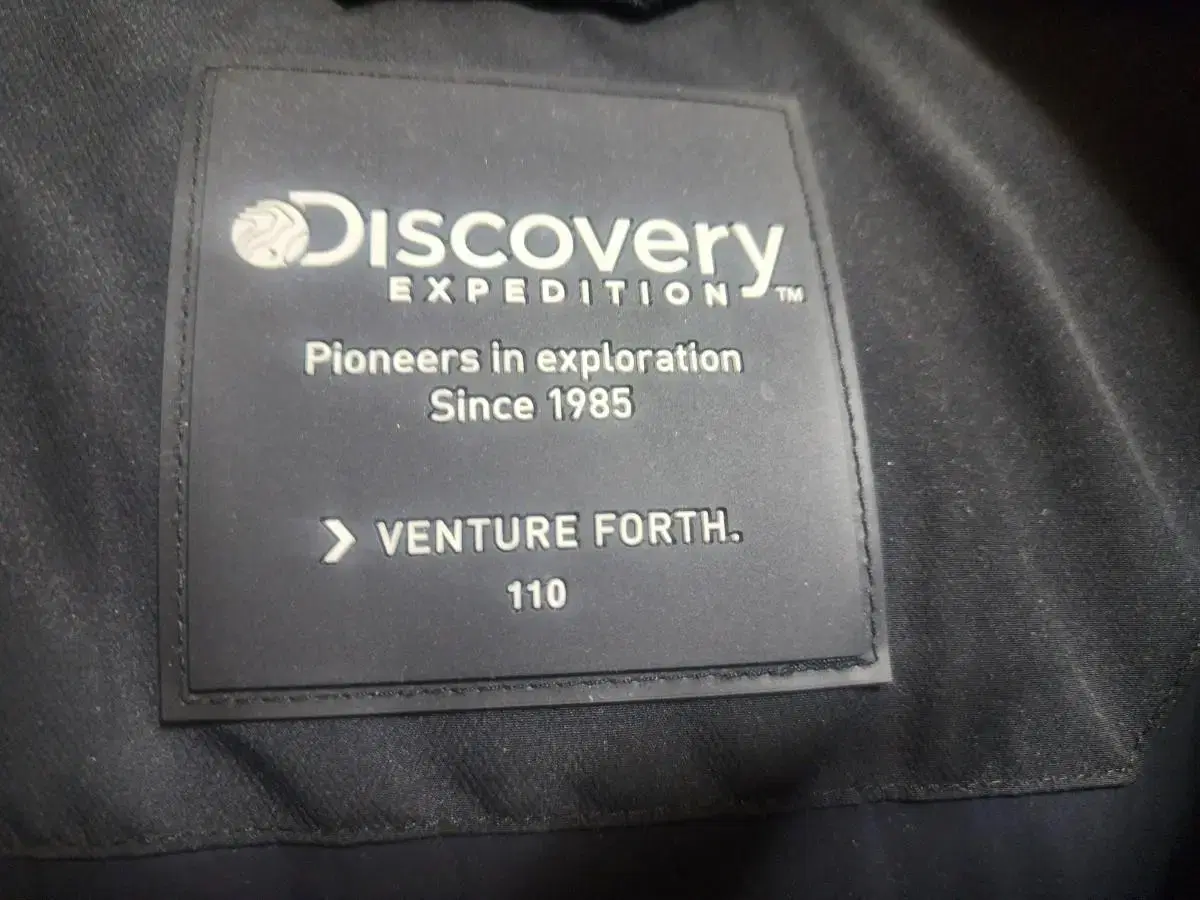 Discovery
EXPEDITION™
Pioneers in exploration
Since 1985
❯ VENTURE FORTH.
110